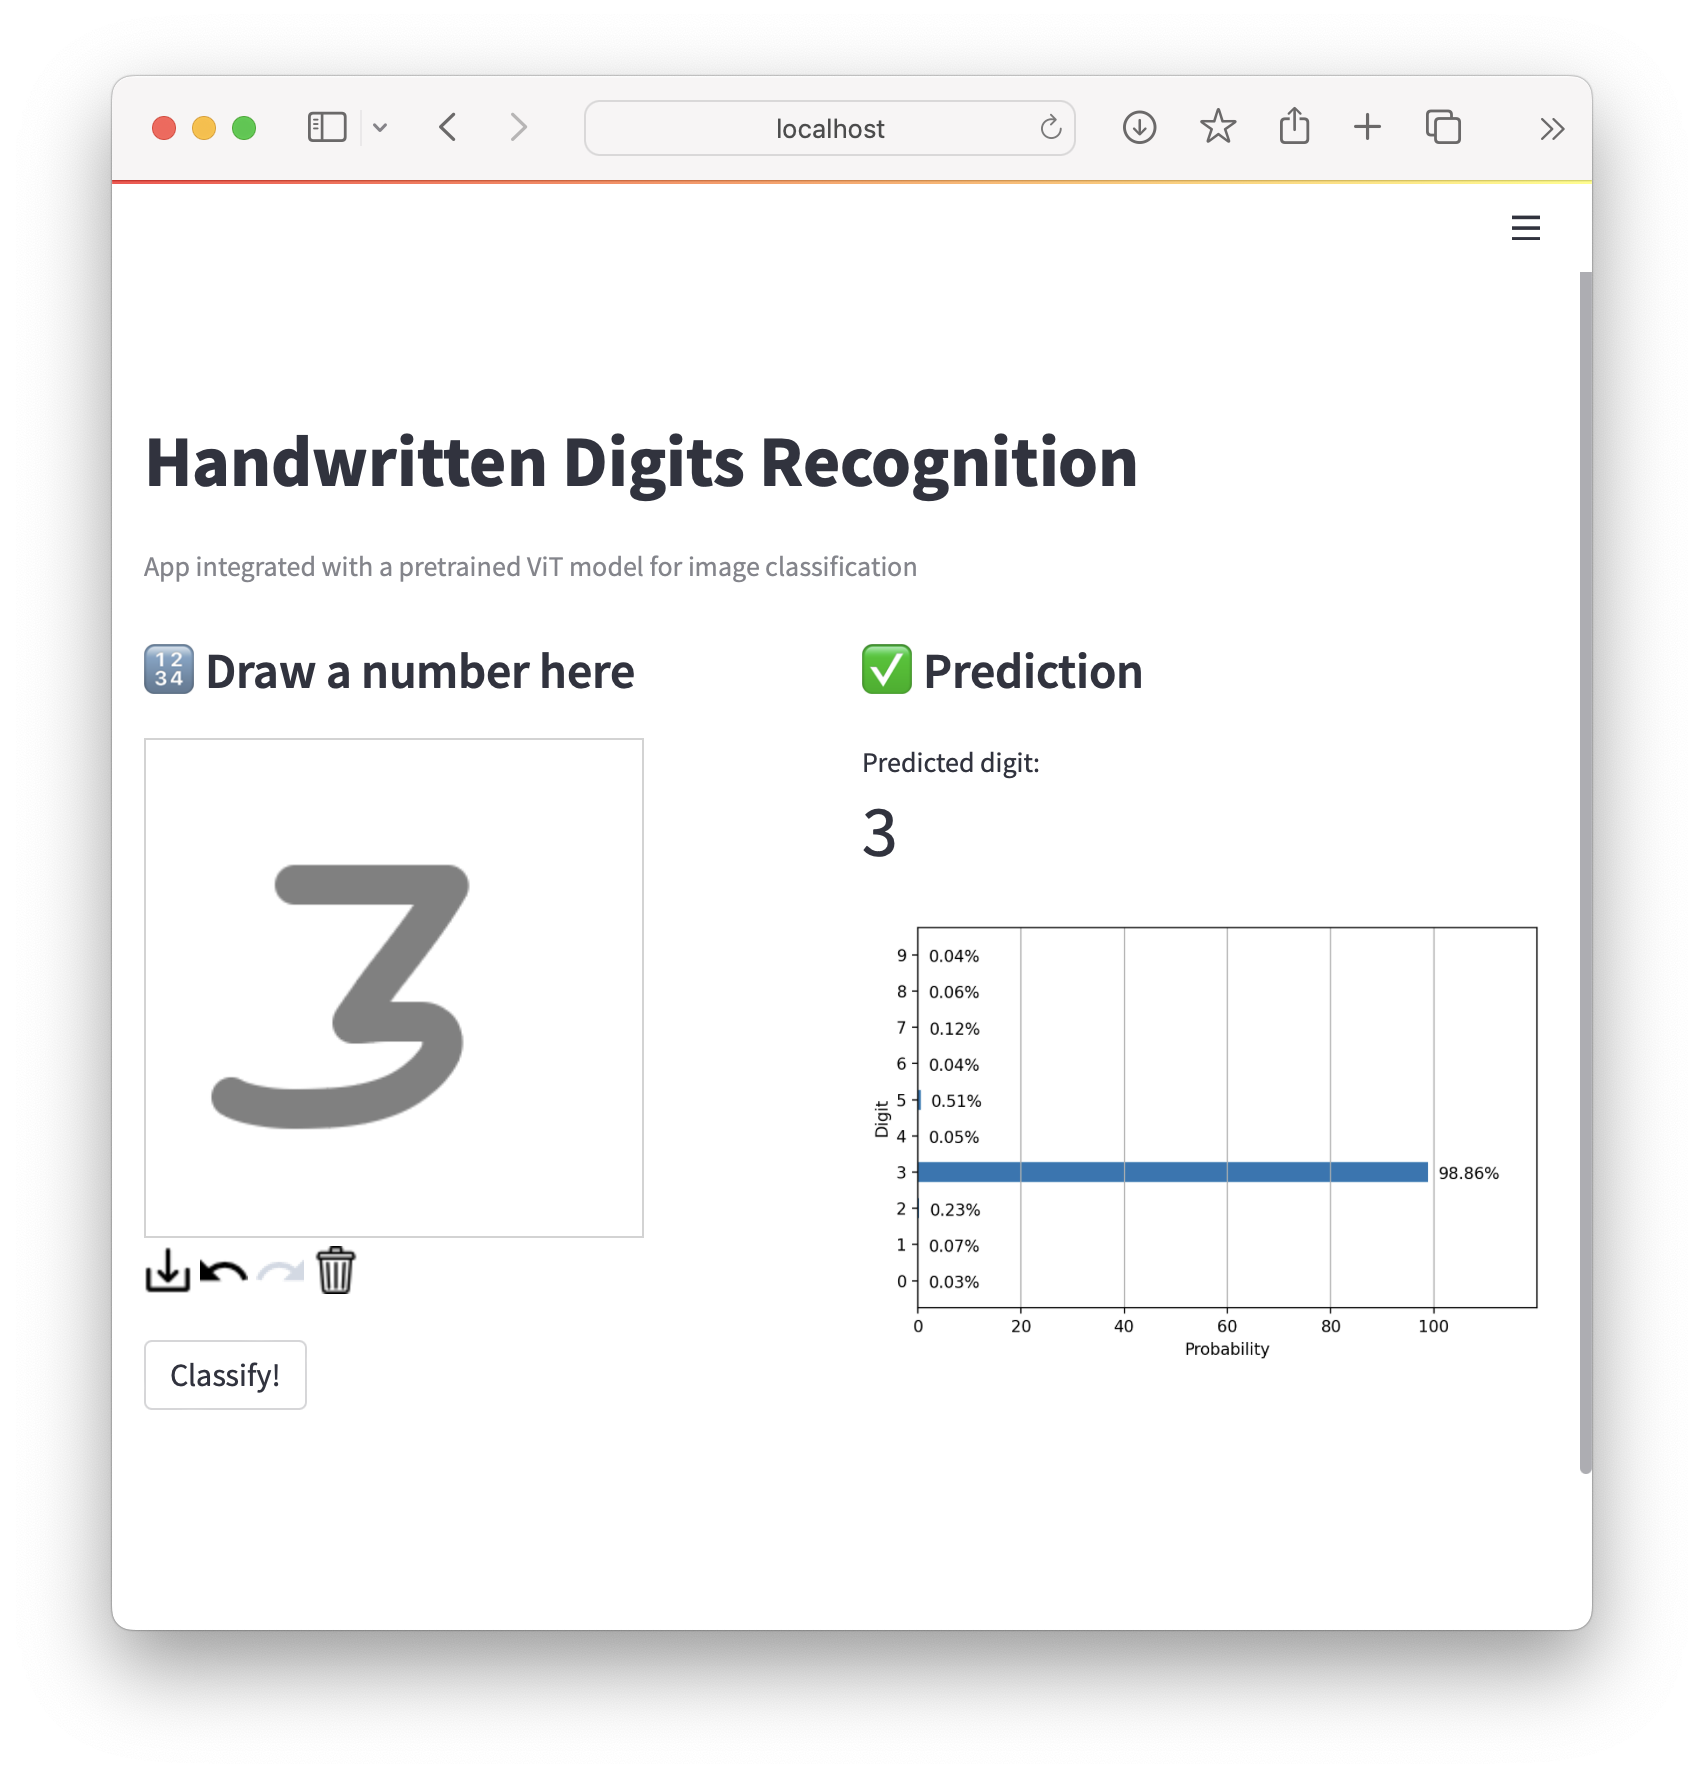 localhost
Handwritten Digits Recognition
App integrated with a pretrained ViT model for image classification
🔢 Draw a number here
3
Classify!
✅ Prediction
Predicted digit:
3
Digit
9 0.04%
8 0.06%
7 0.12%
6 0.04%
5 0.51%
4 0.05%
3 98.86%
2 0.23%
1 0.07%
0 0.03%
0 20 40 60 80 100
Probability